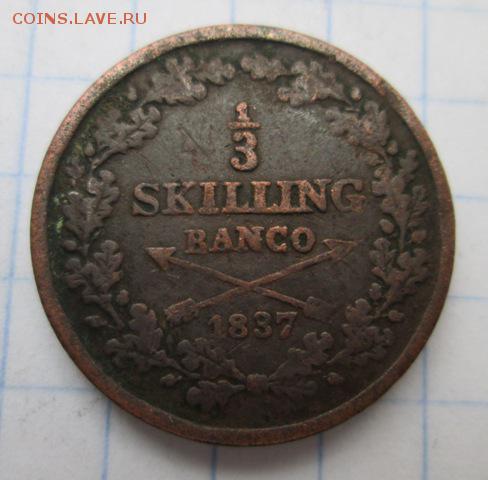 COINS.LAVE.RU
1/3
SKILLING
BANCO
1837